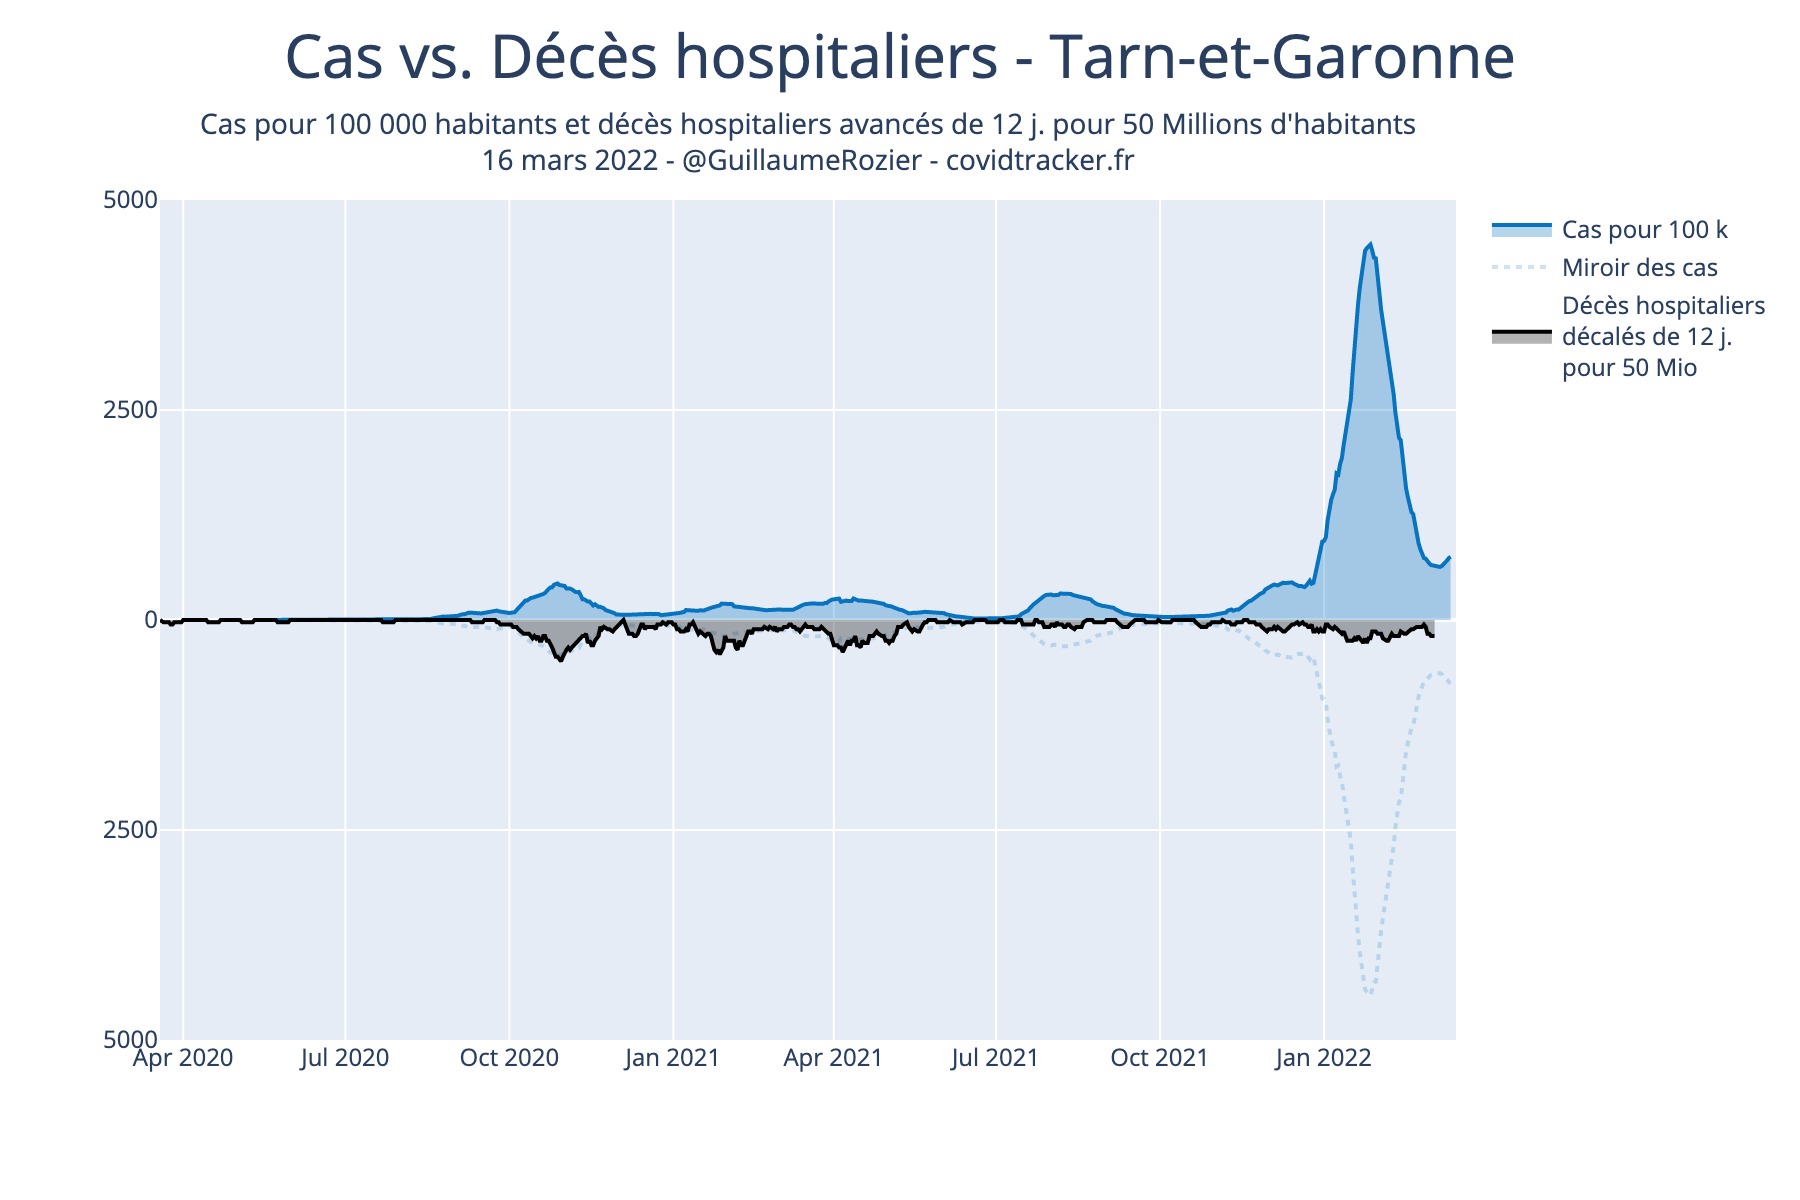 Cas vs. Décès hospitaliers - Tarn-et-Garonne
Cas pour 100 000 habitants et décès hospitaliers avancés de 12 j. pour 50 Millions d'habitants
16 mars 2022 - @GuillaumeRozier - covidtracker.fr
5000
2500
0
2500
5000
Apr 2020
Jul 2020
Oct 2020
Jan 2021
Apr 2021
Jul 2021
Oct 2021
Jan 2022
Cas pour 100 k
Miroir des cas
Décès hospitaliers
décalés de 12 j.
pour 50 Mio